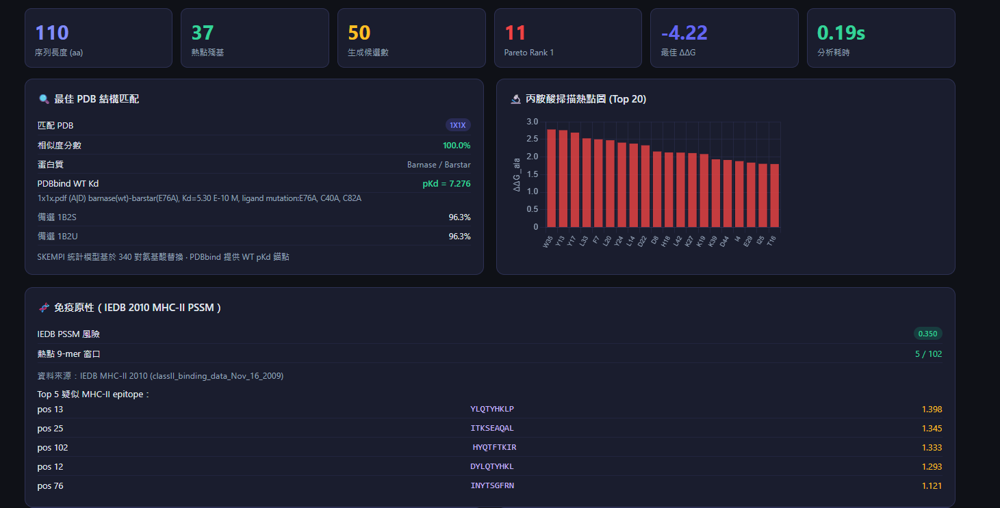 110
序列長度 (aa)
37
熱點殘基
50
生成候選數
11
Pareto Rank 1
-4.22
最佳 ΔΔG
0.19s
分析耗時
🔍 最佳 PDB 結構匹配
匹配 PDB 1X1X
相似度分數 100.0%
蛋白質 Barnase / Barstar
PDBbind WT Kd pKd = 7.276
1x1x.pdf (A|D) barnase(wt)-barstar(E76A), Kd=5.30 E-10 M, ligand mutation:E76A, C40A, C82A
備選 1B2S 96.3%
備選 1B2U 96.3%
SKEMPI 統計模型基於 340 對氨基酸替換 · PDBbind 提供 WT pKd 錨點
🔬 丙胺酸掃描熱點圖 (Top 20)
3.0
2.5
2.0
1.5
1.0
0.5
0
ΔΔG_ala
W35 Y13 Y17 L33 F7 L20 Y24 L14 D22 D8 H18 L42 K27 K19 K39 D44 I4 E29 I25 T16
🧬 免疫原性 ( IEDB 2010 MHC-II PSSM )
IEDB PSSM 風險 0.350
熱點 9-mer 窗口 5 / 102
資料來源：IEDB MHC-II 2010 (classII_binding_data_Nov_16_2009)
Top 5 疑似 MHC-II epitope：
pos 13 YLQTYHKLP 1.398
pos 25 ITKSEAQAL 1.345
pos 102 HYQTFTKIR 1.333
pos 12 DYLQTYHKL 1.293
pos 76 INYTSGFRN 1.121